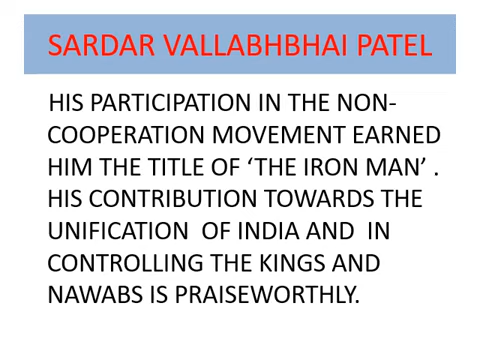 SARDAR VALLABHBHAI PATEL
HIS PARTICIPATION IN THE NON-
COOPERATION MOVEMENT EARNED
HIM THE TITLE OF ‘THE IRON MAN’ .
HIS CONTRIBUTION TOWARDS THE
UNIFICATION  OF INDIA AND  IN
CONTROLLING THE KINGS AND
NAWABS IS PRAISEWORTHLY.